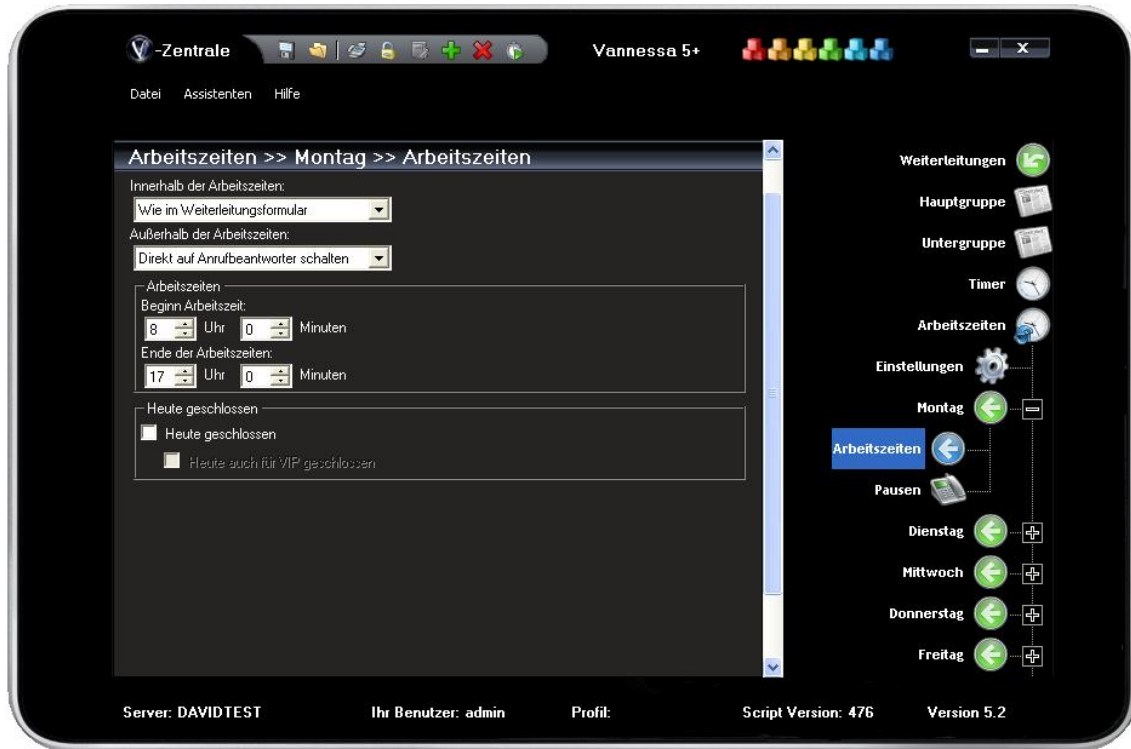 V-Zentrale
Vannessa 5+
X
Datei Assistenten Hilfe
Arbeitszeiten >> Montag >> Arbeitszeiten
Innerhalb der Arbeitszeiten:
Wie im Weiterleitungsformular
Außerhalb der Arbeitszeiten:
Direkt auf Anrufbeantworter schalten
Arbeitszeiten
Beginn Arbeitszeit:
8 Uhr 0 Minuten
Ende der Arbeitszeiten:
17 Uhr 0 Minuten
Heute geschlossen
Heute geschlossen
Heute auch für VIP geschlossen
Weiterleitungen
Hauptgruppe
Untergruppe
Timer
Arbeitszeiten
Einstellungen
Montag
Arbeitszeiten
Pausen
Dienstag
Mittwoch
Donnerstag
Freitag
Server: DAVIDTEST Ihr Benutzer: admin Profil: Script Version: 476 Version 5.2